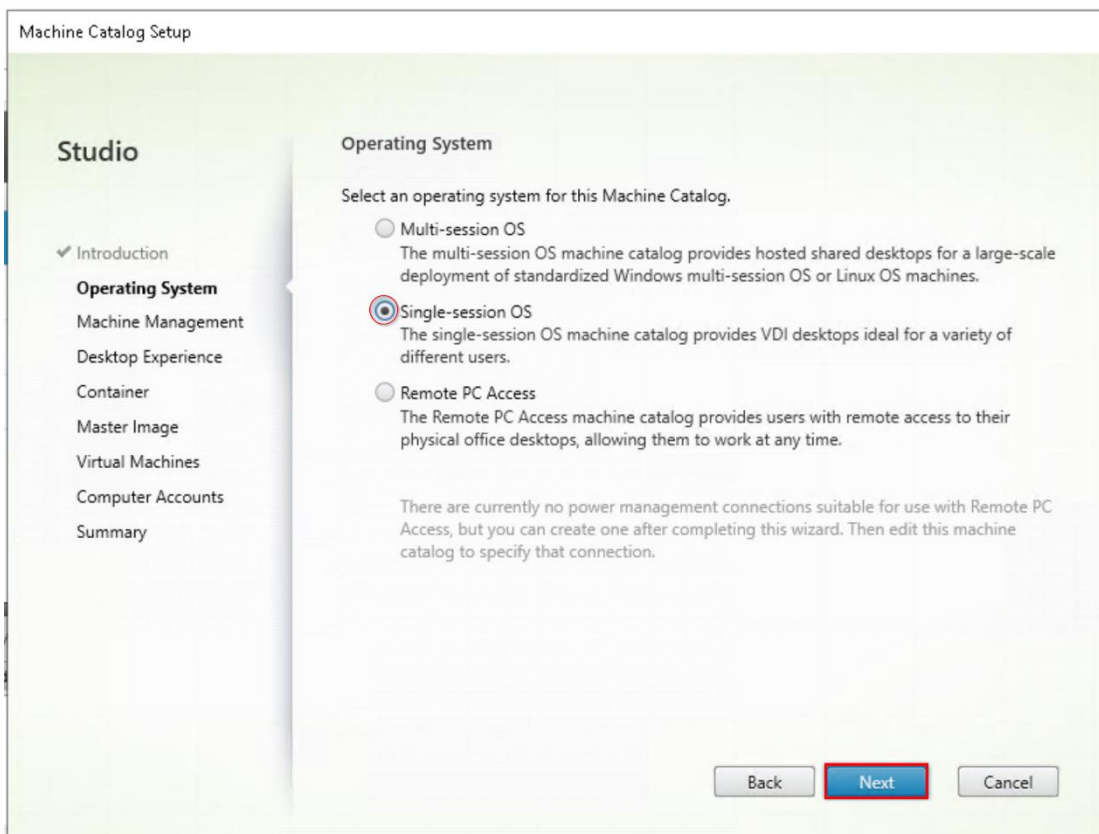 Machine Catalog Setup
Studio
Introduction
Operating System
Machine Management
Desktop Experience
Container
Master Image
Virtual Machines
Computer Accounts
Summary
Operating System
Select an operating system for this Machine Catalog.
Multi-session OS
The multi-session OS machine catalog provides hosted shared desktops for a large-scale
deployment of standardized Windows multi-session OS or Linux OS machines.
Single-session OS
The single-session OS machine catalog provides VDI desktops ideal for a variety of
different users.
Remote PC Access
The Remote PC Access machine catalog provides users with remote access to their
physical office desktops, allowing them to work at any time.
There are currently no power management connections suitable for use with Remote PC
Access, but you can create one after completing this wizard. Then edit this machine
catalog to specify that connection.
Back
Next
Cancel